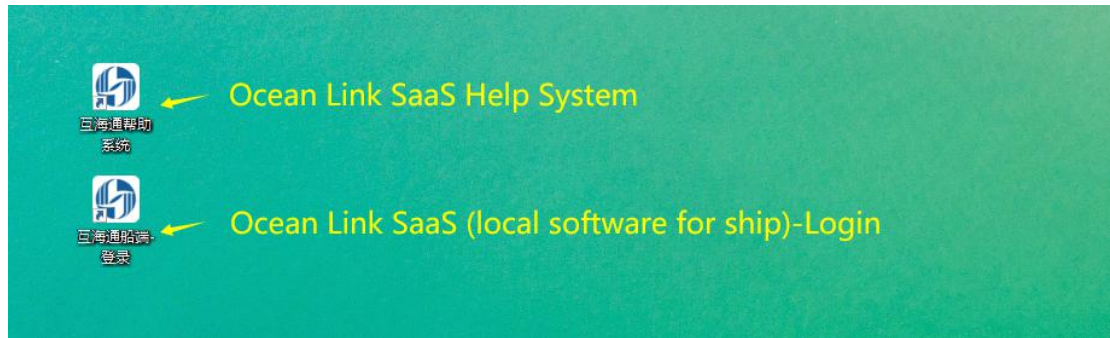 Ocean Link SaaS Help System
互海通帮助
系统
Ocean Link SaaS (local software for ship)-Login
互海通船端-
登录